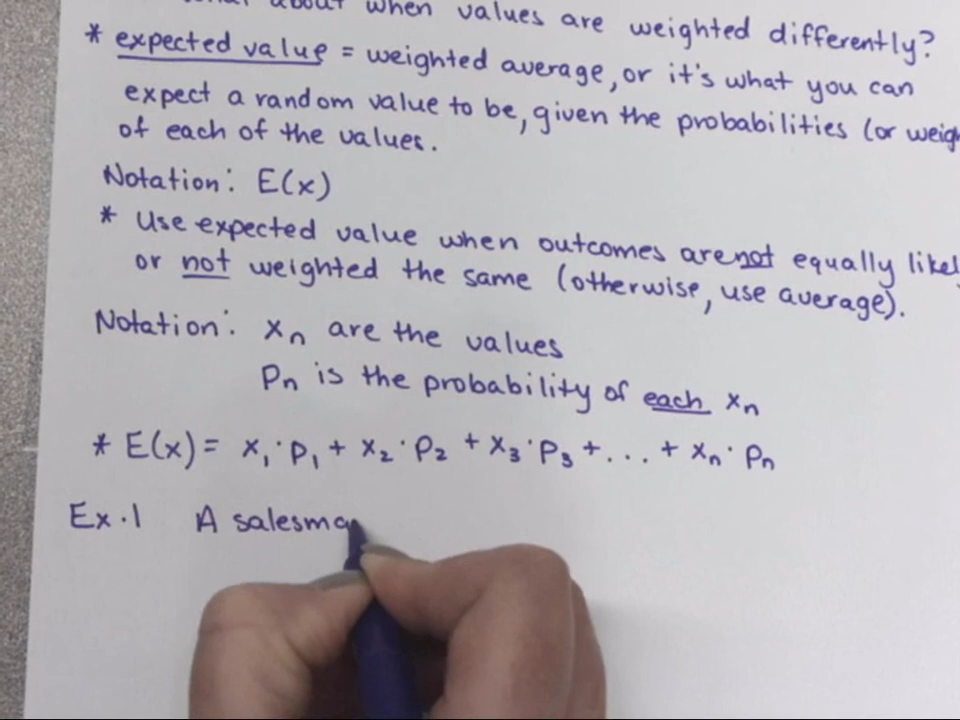 about when values are weighted differently?
* expected value = weighted average, or it's what you can
expect a random value to be, given the probabilities (or weigh
of each of the values.
Notation: E(x)
* Use expected value when outcomes are not equally likel
or not weighted the same (otherwise, use average).
Notation: xn are the values
Pn is the probability of each xn
* E(x) = x₁·P₁ + x₂·P₂ + x₃·P₃ + ... + xn·Pn
Ex.1 A salesma